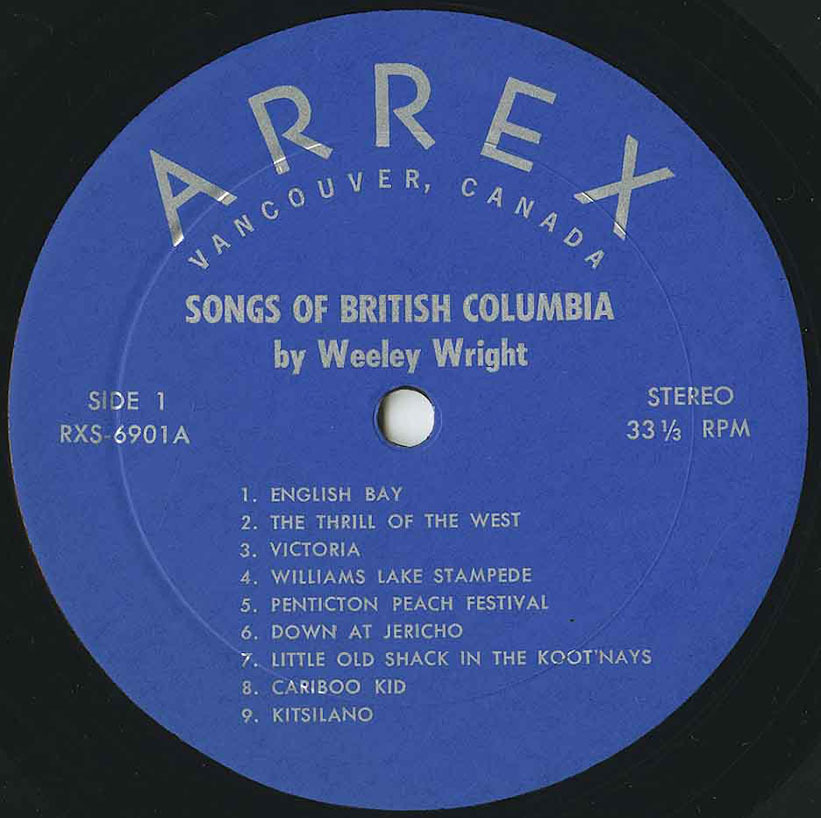 ARREX
VANCOUVER, CANADA
SONGS OF BRITISH COLUMBIA
by Weeley Wright
SIDE 1
RXS-6901A
STEREO
33⅓ RPM
1. ENGLISH BAY
2. THE THRILL OF THE WEST
3. VICTORIA
4. WILLIAMS LAKE STAMPEDE
5. PENTICTON PEACH FESTIVAL
6. DOWN AT JERICHO
7. LITTLE OLD SHACK IN THE KOOT'NAYS
8. CARIBOO KID
9. KITSILANO